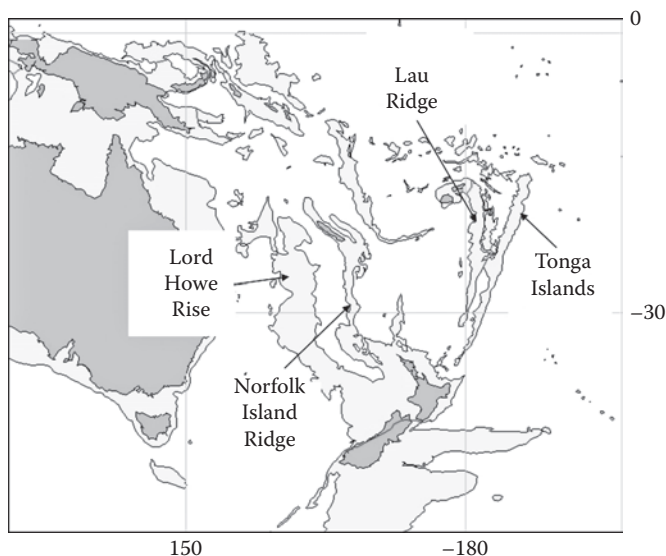 0
Lau
Ridge
Lord
Howe
Rise
Tonga
Islands
−30
Norfolk
Island
Ridge
150
−180